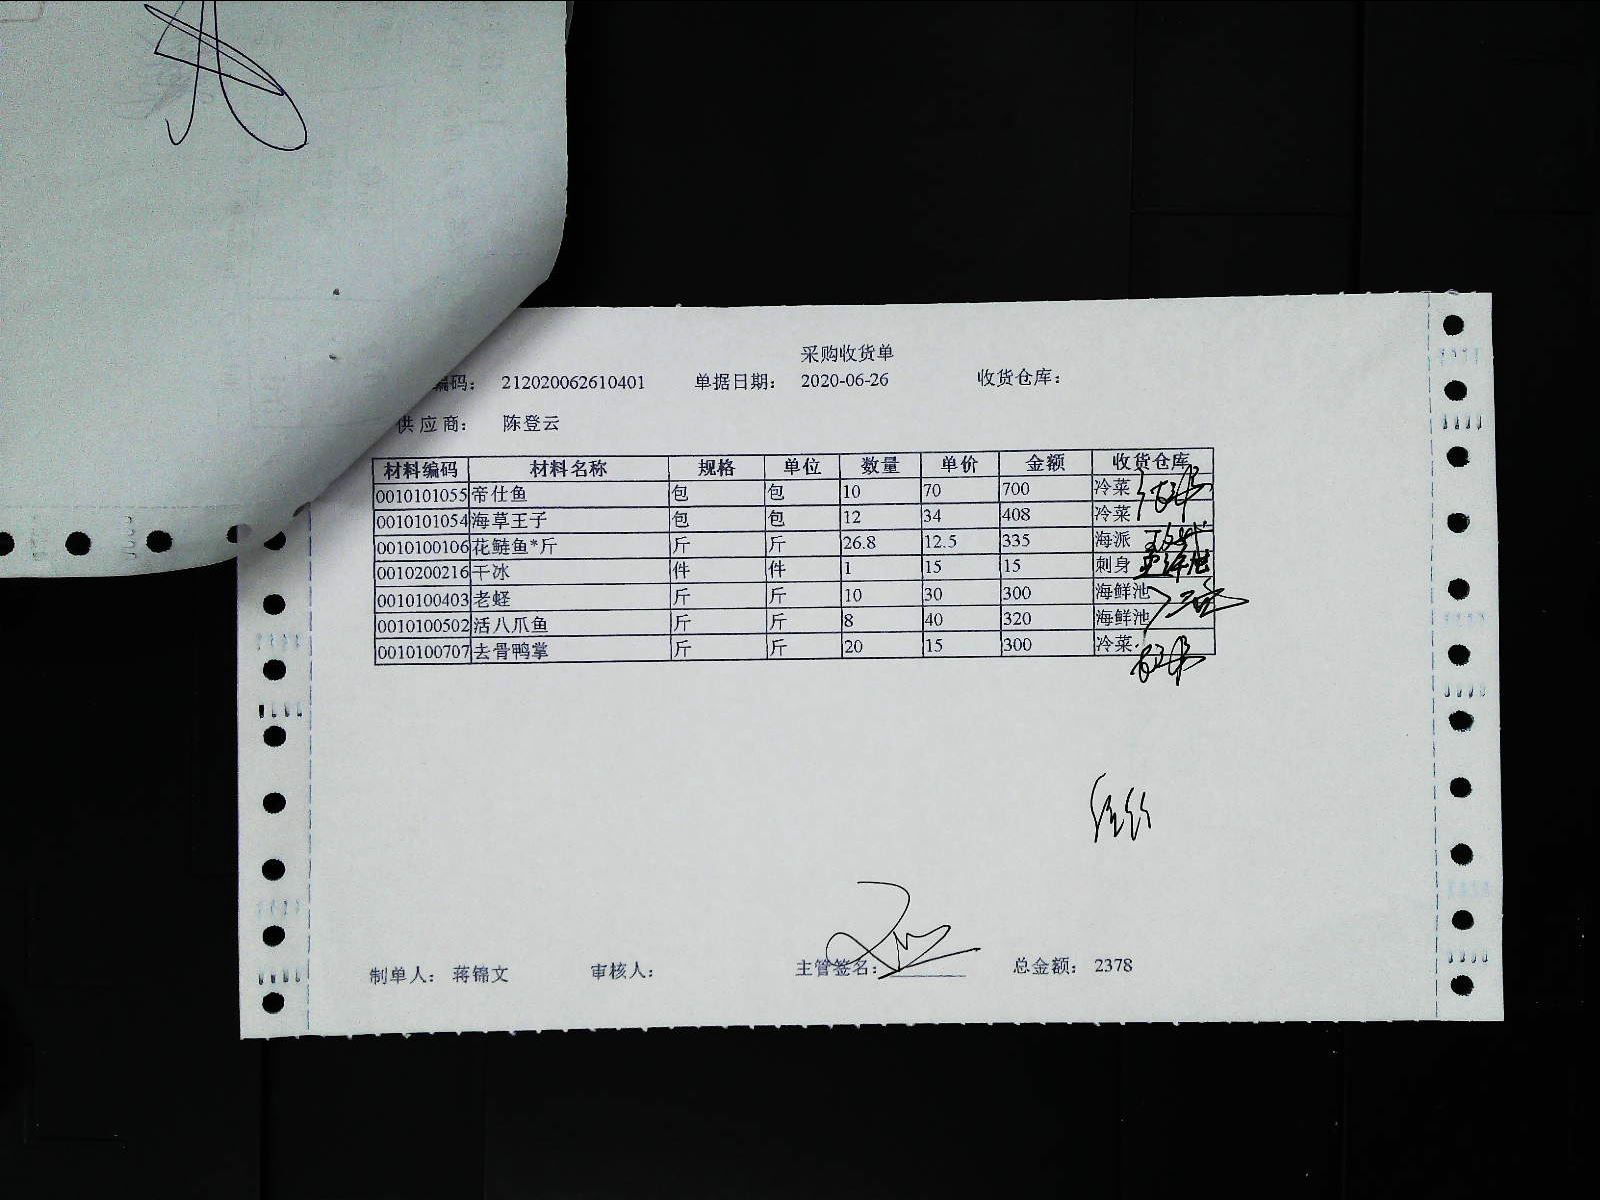 采购收货单
编码： 212020062610401 单据日期： 2020-06-26 收货仓库：
供应商： 陈登云
材料编码 材料名称 规格 单位 数量 单价 金额 收货仓库
0010101055 帝仕鱼 包 包 10 70 700 冷菜
0010101054 海草王子 包 包 12 34 408 冷菜
0010100106 花鲢鱼*斤 斤 斤 26.8 12.5 335 海派
0010200216 干冰 件 件 1 15 15 刺身
0010100403 老蛏 斤 斤 10 30 300 海鲜池
0010100502 活八爪鱼 斤 斤 8 40 320 海鲜池
0010100707 去骨鸭掌 斤 斤 20 15 300 冷菜
制单人： 蒋锦文 审核人： 主管签名： 总金额： 2378